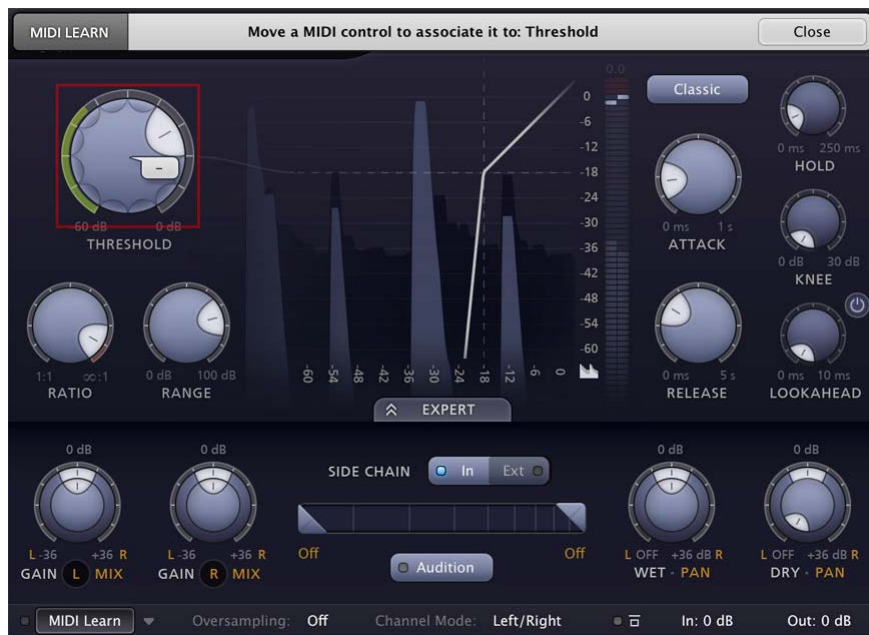 MIDI LEARN Move a MIDI control to associate it to: Threshold Close
0.0
Classic
0
-6
-12
-18
-24
-30
-36
-42
-48
-54
-60
60 dB 0 dB
THRESHOLD
-
0 ms 250 ms
HOLD
0 ms 1 s
ATTACK
0 dB 30 dB
KNEE
1:1 ∞:1
RATIO
0 dB 100 dB
RANGE
-60 -54 -48 -42 -36 -30 -24 -18 -12 -6 0
0 ms 5 s
RELEASE
0 ms 10 ms
LOOKAHEAD
EXPERT
0 dB
L -36 +36 R
GAIN L MIX
0 dB
L -36 +36 R
GAIN R MIX
SIDE CHAIN In Ext
Off Off
Audition
0 dB
L OFF +36 dB R
WET · PAN
0 dB
L OFF +36 dB R
DRY · PAN
MIDI Learn Oversampling: Off Channel Mode: Left/Right In: 0 dB Out: 0 dB